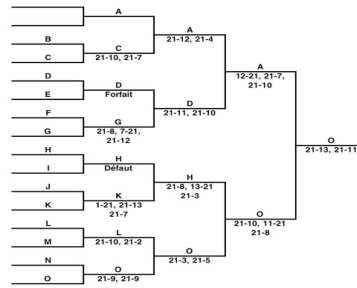 A
B
C
C
21-10, 21-7
A
21-12, 21-4
D
E
D
Forfait
F
G
G
21-8, 7-21,
21-12
D
21-11, 21-10
A
12-21, 21-7,
21-10
H
I
H
Défaut
J
K
K
1-21, 21-13
21-7
H
21-8, 13-21
21-3
L
M
L
21-10, 21-2
N
O
O
21-9, 21-9
O
21-3, 21-5
O
21-10, 11-21
21-8
O
21-13, 21-11